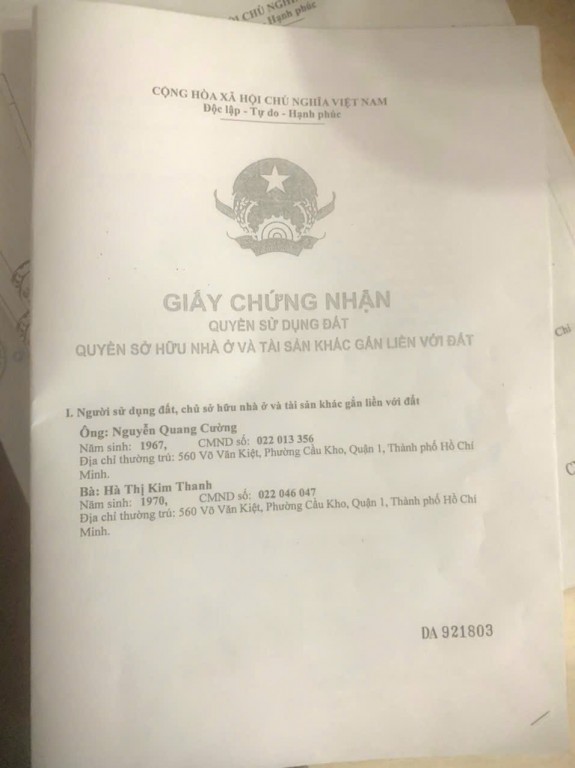 CHỦ NGHĨ
Hạnh phúc
CỘNG HÒA XÃ HỘI CHỦ NGHĨA VIỆT NAM
Độc lập - Tự do - Hạnh phúc
GIẤY CHỨNG NHẬN
QUYỀN SỬ DỤNG ĐẤT
QUYỀN SỞ HỮU NHÀ Ở VÀ TÀI SẢN KHÁC GẮN LIỀN VỚI ĐẤT
I. Người sử dụng đất, chủ sở hữu nhà ở và tài sản khác gắn liền với đất
Ông: Nguyễn Quang Cường
Năm sinh: 1967, CMND số: 022 013 356
Địa chỉ thường trú: 560 Võ Văn Kiệt, Phường Cầu Kho, Quận 1, Thành phố Hồ Chí
Minh.
Bà: Hà Thị Kim Thanh
Năm sinh: 1970, CMND số: 022 046 047
Địa chỉ thường trú: 560 Võ Văn Kiệt, Phường Cầu Kho, Quận 1, Thành phố Hồ Chí
Minh.
DA 921803
Chi